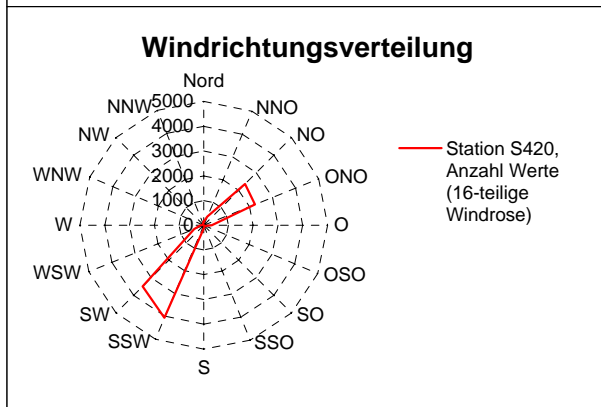 Windrichtungsverteilung
Nord
NNO
NO
ONO
O
OSO
SO
SSO
S
SSW
SW
WSW
W
WNW
NW
NNW
5000
4000
3000
2000
1000
0
Station S420,
Anzahl Werte
(16-teilige
Windrose)